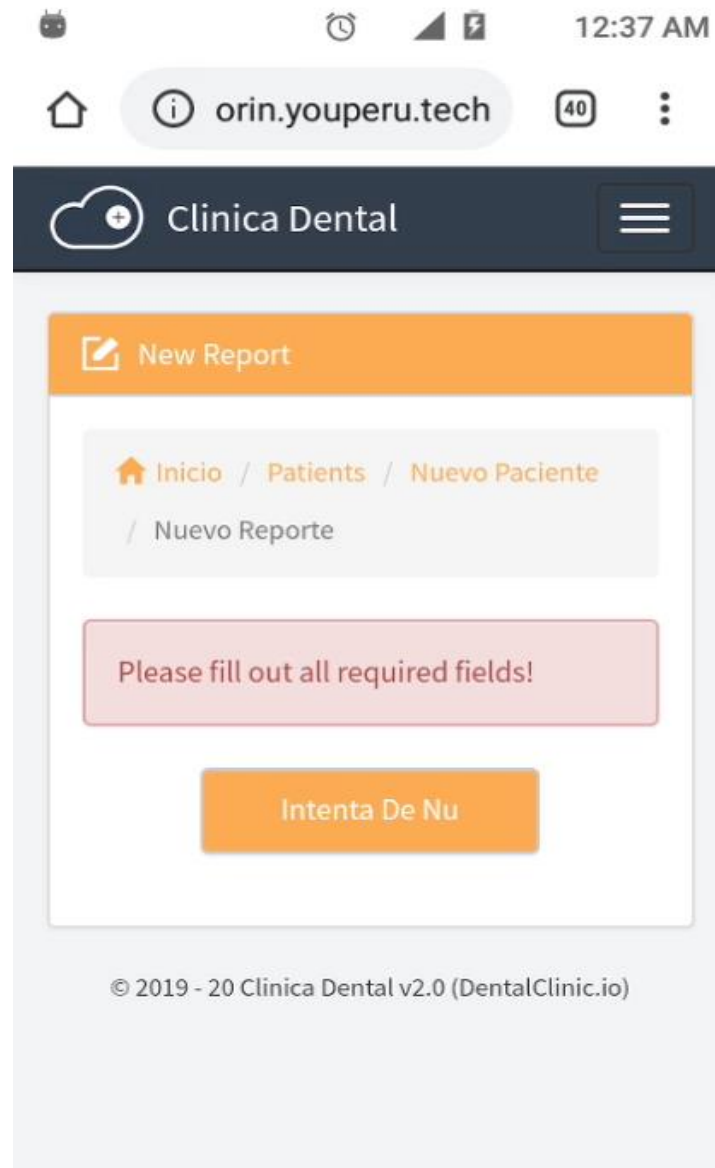 12:37 AM
orin.youperu.tech 40
Clinica Dental
New Report
Inicio / Patients / Nuevo Paciente
/ Nuevo Reporte
Please fill out all required fields!
Intenta De Nu
© 2019 - 20 Clinica Dental v2.0 (DentalClinic.io)